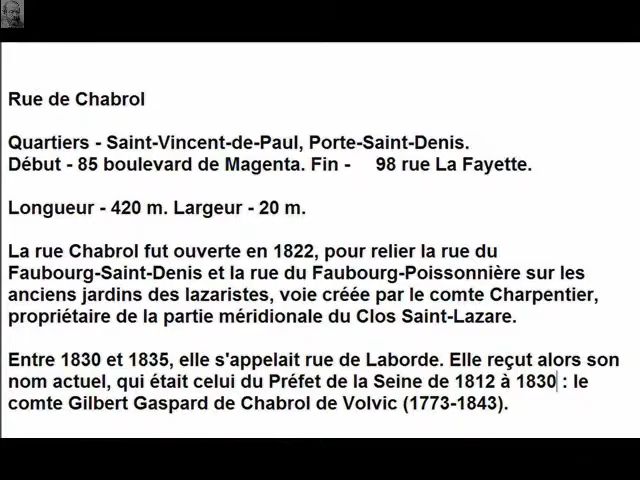 Rue de Chabrol
Quartiers - Saint-Vincent-de-Paul, Porte-Saint-Denis.
Début - 85 boulevard de Magenta. Fin - 98 rue La Fayette.
Longueur - 420 m. Largeur - 20 m.
La rue Chabrol fut ouverte en 1822, pour relier la rue du
Faubourg-Saint-Denis et la rue du Faubourg-Poissonnière sur les
anciens jardins des lazaristes, voie créée par le comte Charpentier,
propriétaire de la partie méridionale du Clos Saint-Lazare.
Entre 1830 et 1835, elle s'appelait rue de Laborde. Elle reçut alors son
nom actuel, qui était celui du Préfet de la Seine de 1812 à 1830 : le
comte Gilbert Gaspard de Chabrol de Volvic (1773-1843).